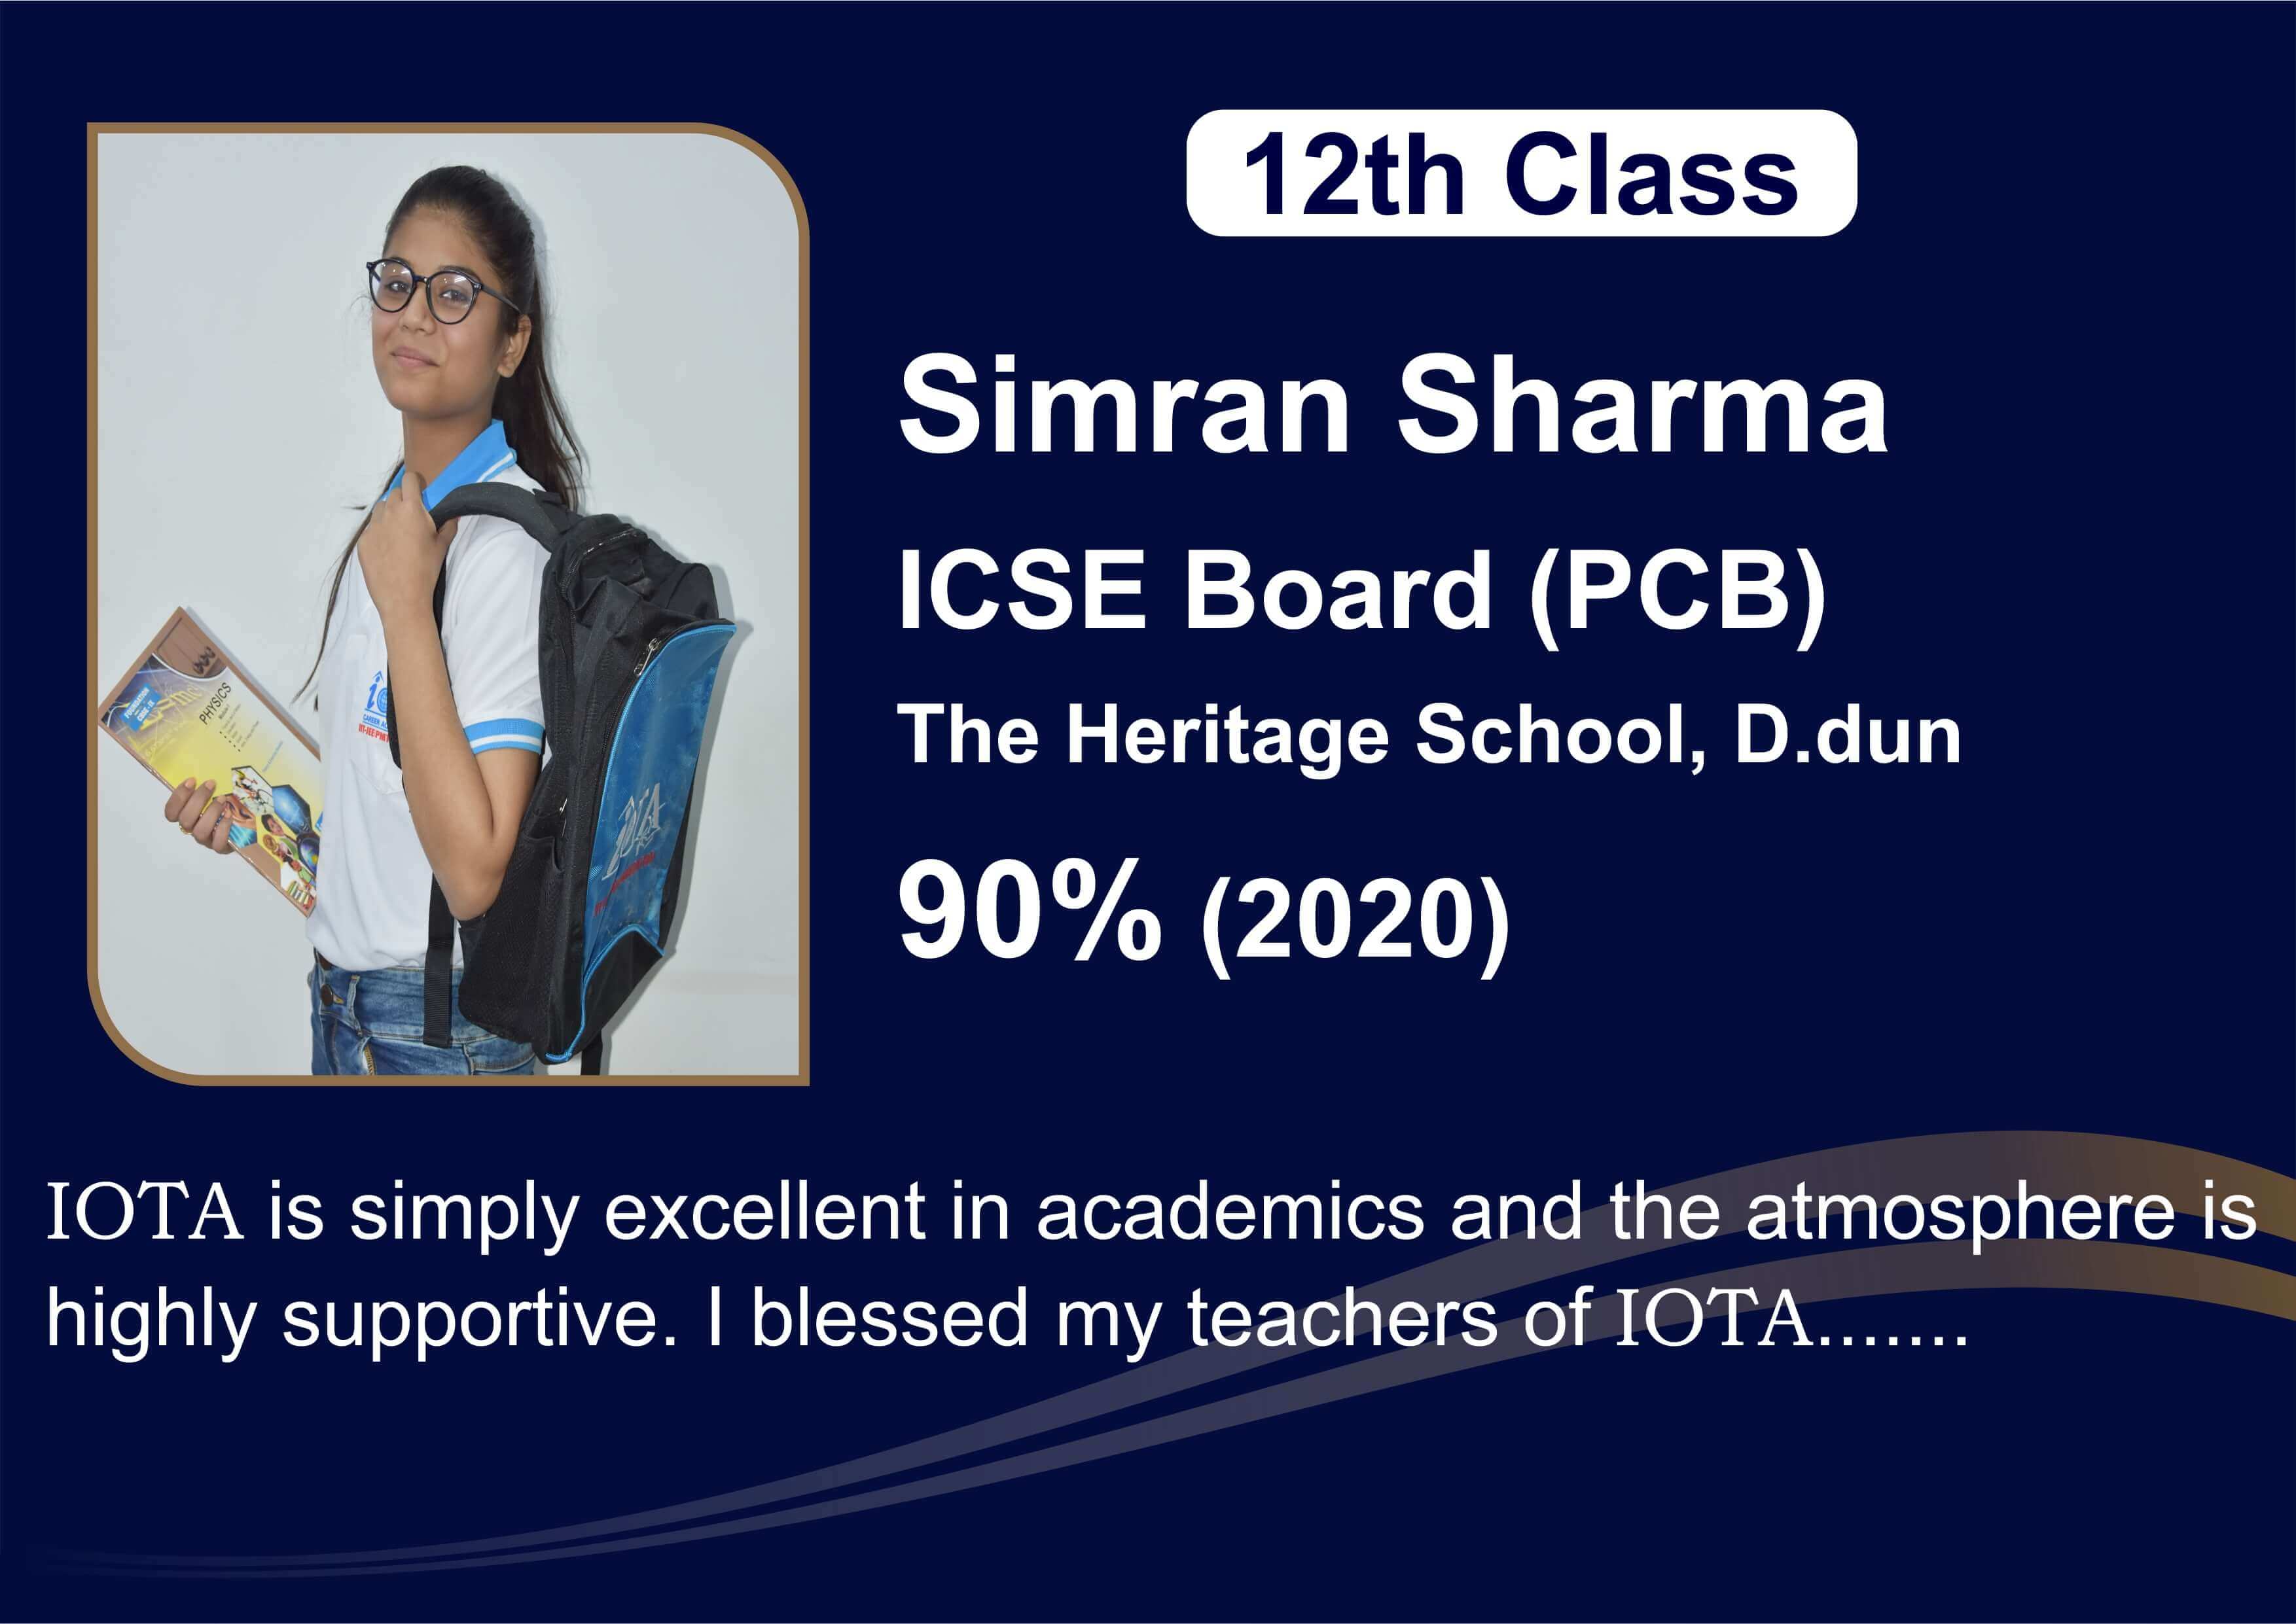 12th Class
Simran Sharma
ICSE Board (PCB)
The Heritage School, D.dun
90% (2020)
PHYSICS
IOTA
IOTA is simply excellent in academics and the atmosphere is
highly supportive. I blessed my teachers of IOTA.......